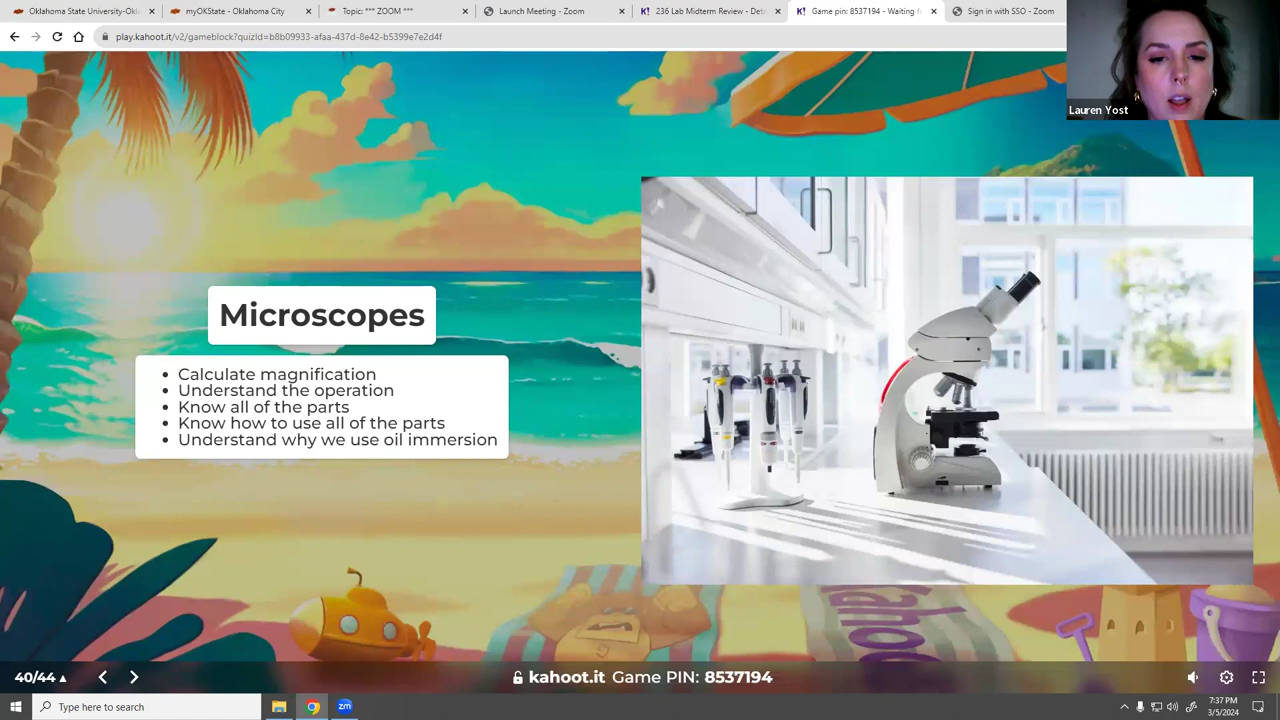 Oklahoma State University-Okl
myOKState - Oklahoma City
Topic: *** ZOOM ***
Launch Meeting - Zoom
K! 236 Lab Midterm Review - Deta
K! Game pin: 8537194 - Waiting f
Sign in with SSO - Zoom
play.kahoot.it/v2/gameblock?quizId=b8b09933-afaa-437d-8e42-b5399e7e2d4f
Lauren Yost
Microscopes
• Calculate magnification
• Understand the operation
• Know all of the parts
• Know how to use all of the parts
• Understand why we use oil immersion
Kahoo
40/44
kahoot.it Game PIN: 8537194
Type here to search
zm
7:37 PM
3/5/2024